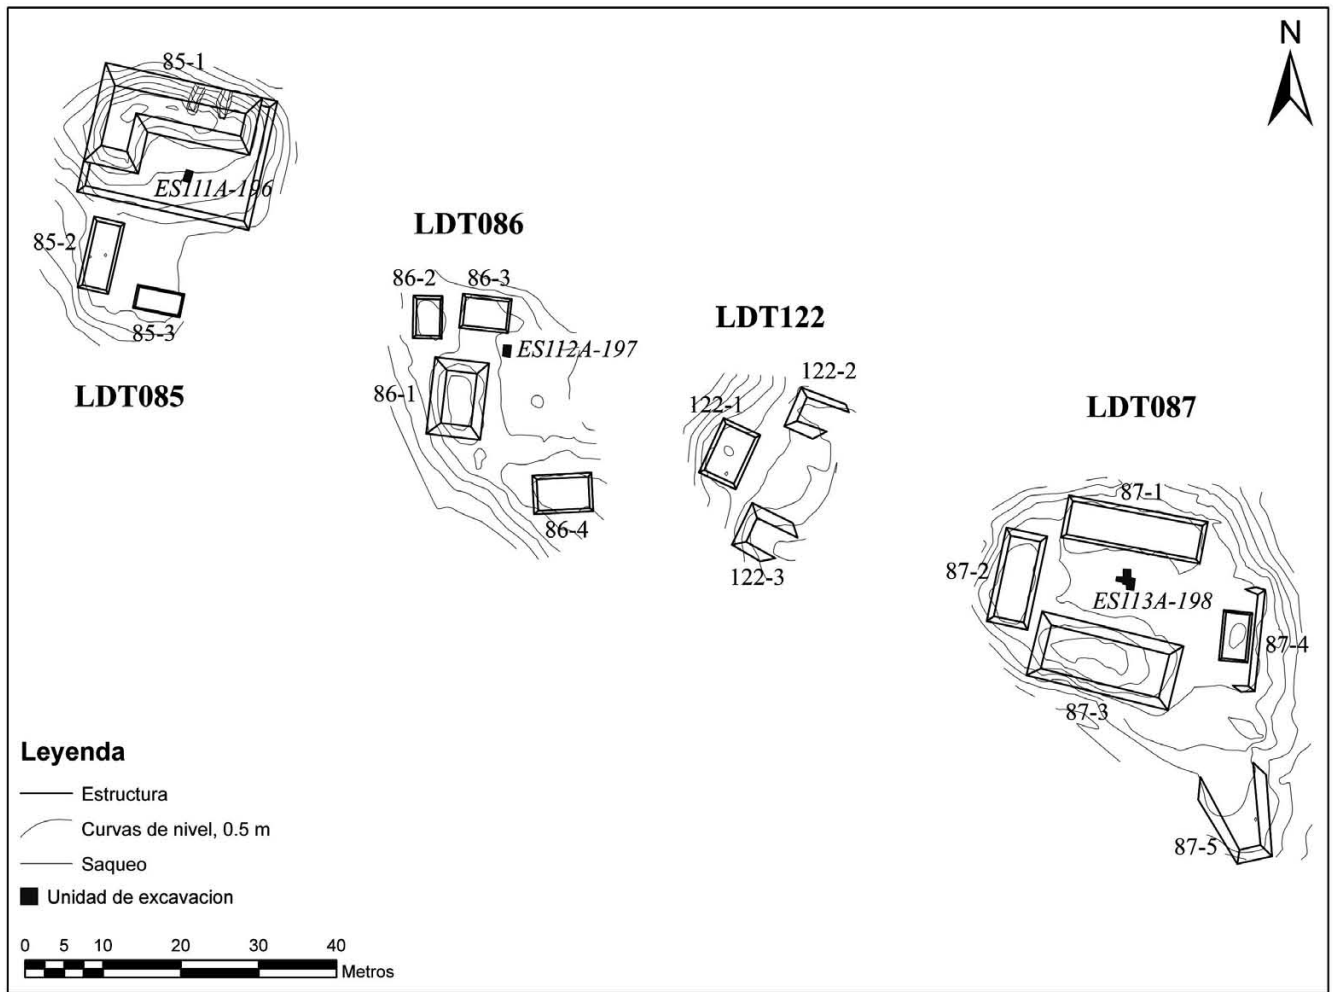 N
85-1
ES111A-196
85-2
85-3
LDT085
LDT086
86-2
86-3
ES112A-197
86-1
86-4
LDT122
122-2
122-1
122-3
LDT087
87-1
87-2
ES113A-198
87-4
87-3
87-5
Leyenda
Estructura
Curvas de nivel, 0.5 m
Saqueo
Unidad de excavacion
0 5 10 20 30 40
Metros